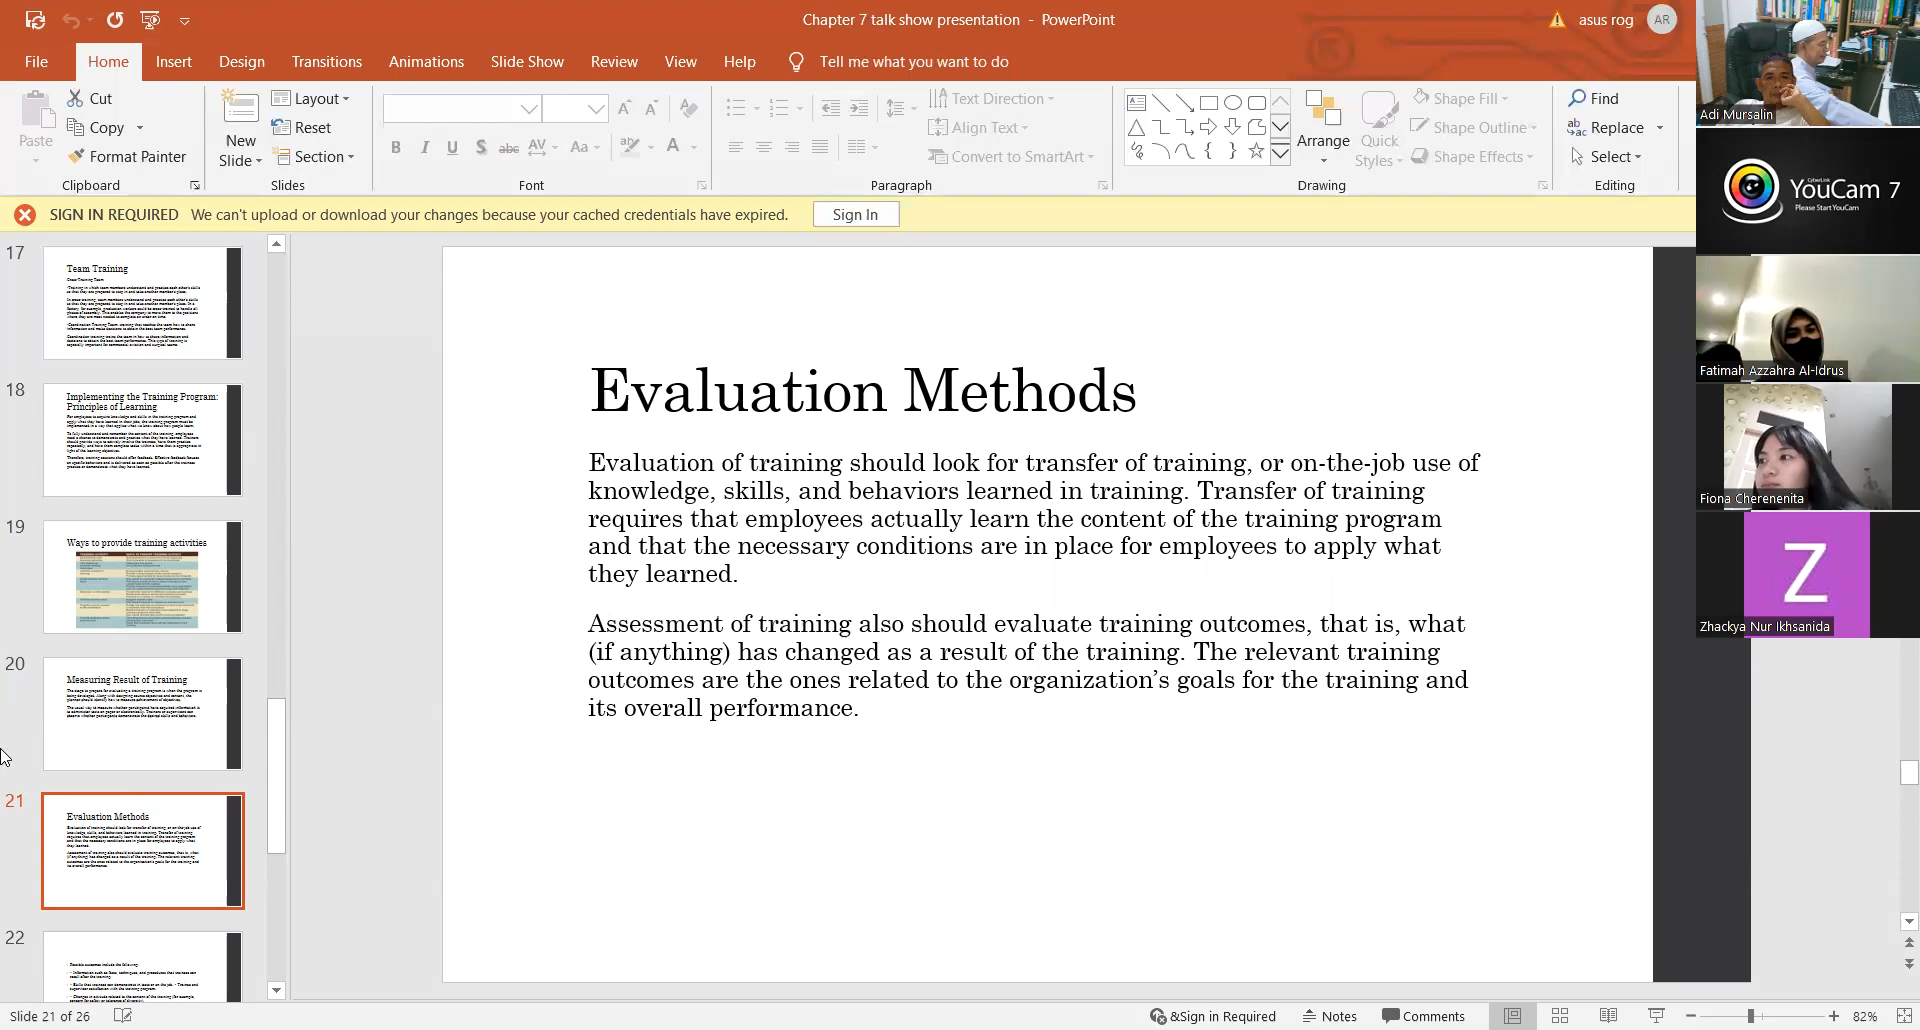 Chapter 7 talk show presentation - PowerPoint
asus rog
AR
File Home Insert Design Transitions Animations Slide Show Review View Help Tell me what you want to do
Paste
Cut
Copy
Format Painter
Clipboard
New Slide
Layout
Reset
Section
Slides
Font
Text Direction
Align Text
Convert to SmartArt
Paragraph
Arrange
Quick Styles
Shape Fill
Shape Outline
Shape Effects
Drawing
Find
Replace
Select
Editing
SIGN IN REQUIRED We can't upload or download your changes because your cached credentials have expired. Sign In
17
Team Training
18
Implementing the Training Program:
Principles of Learning
19
Ways to provide training activities
20
Measuring Result of Training
21
Evaluation Methods
22
Evaluation Methods
Evaluation of training should look for transfer of training, or on-the-job use of
knowledge, skills, and behaviors learned in training. Transfer of training
requires that employees actually learn the content of the training program
and that the necessary conditions are in place for employees to apply what
they learned.
Assessment of training also should evaluate training outcomes, that is, what
(if anything) has changed as a result of the training. The relevant training
outcomes are the ones related to the organization's goals for the training and
its overall performance.
Adi Mursalin
CyberLink
YouCam 7
Please Start YouCam
Fatimah Azzahra Al-Idrus
Fiona Cherenenita
Z
Zhackya Nur Ikhsanida
Slide 21 of 26
&Sign in Required Notes Comments 82%